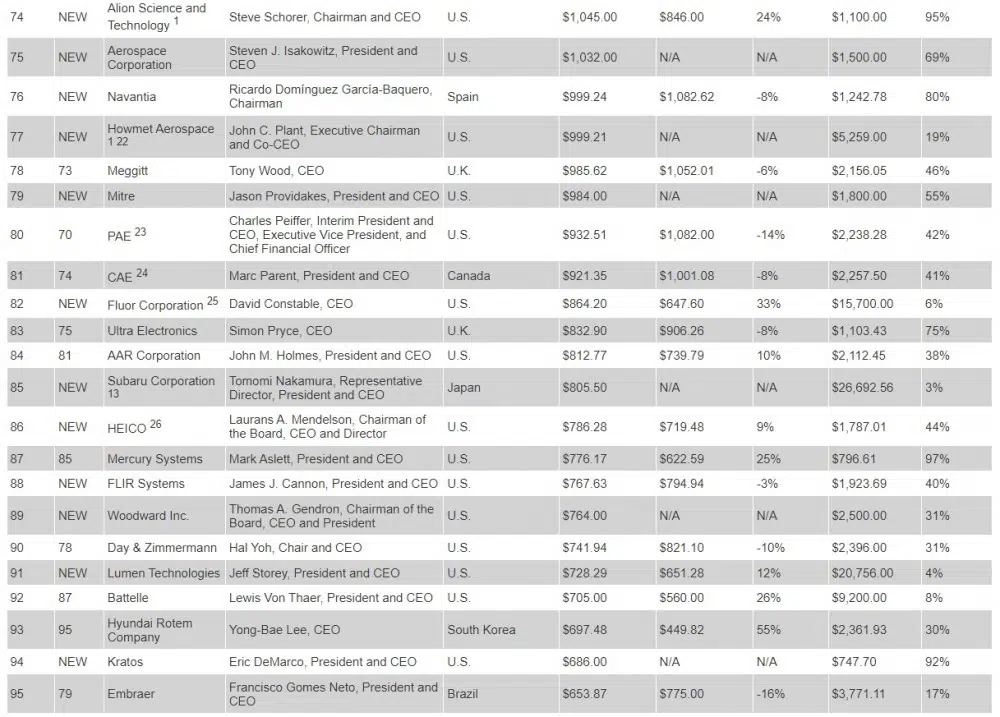 74 NEW Alion Science and Technology 1 Steve Schorer, Chairman and CEO U.S. $1,045.00 $846.00 24% $1,100.00 95%
75 NEW Aerospace Corporation Steven J. Isakowitz, President and CEO U.S. $1,032.00 N/A N/A $1,500.00 69%
76 NEW Navantia Ricardo Domínguez García-Baquero, Chairman Spain $999.24 $1,082.62 -8% $1,242.78 80%
77 NEW Howmet Aerospace 1 22 John C. Plant, Executive Chairman and Co-CEO U.S. $999.21 N/A N/A $5,259.00 19%
78 73 Meggitt Tony Wood, CEO U.K. $985.62 $1,052.01 -6% $2,156.05 46%
79 NEW Mitre Jason Providakes, President and CEO U.S. $984.00 N/A N/A $1,800.00 55%
80 70 PAE 23 Charles Peiffer, Interim President and CEO, Executive Vice President, and Chief Financial Officer U.S. $932.51 $1,082.00 -14% $2,238.28 42%
81 74 CAE 24 Marc Parent, President and CEO Canada $921.35 $1,001.08 -8% $2,257.50 41%
82 NEW Fluor Corporation 25 David Constable, CEO U.S. $864.20 $647.60 33% $15,700.00 6%
83 75 Ultra Electronics Simon Pryce, CEO U.K. $832.90 $906.26 -8% $1,103.43 75%
84 81 AAR Corporation John M. Holmes, President and CEO U.S. $812.77 $739.79 10% $2,112.45 38%
85 NEW Subaru Corporation 13 Tomomi Nakamura, Representative Director, President and CEO Japan $805.50 N/A N/A $26,692.56 3%
86 NEW HEICO 26 Laurans A. Mendelson, Chairman of the Board, CEO and Director U.S. $786.28 $719.48 9% $1,787.01 44%
87 85 Mercury Systems Mark Aslett, President and CEO U.S. $776.17 $622.59 25% $796.61 97%
88 NEW FLIR Systems James J. Cannon, President and CEO U.S. $767.63 $794.94 -3% $1,923.69 40%
89 NEW Woodward Inc. Thomas A. Gendron, Chairman of the Board, CEO and President U.S. $764.00 N/A N/A $2,500.00 31%
90 78 Day & Zimmermann Hal Yoh, Chair and CEO U.S. $741.94 $821.10 -10% $2,396.00 31%
91 NEW Lumen Technologies Jeff Storey, President and CEO U.S. $728.29 $651.28 12% $20,756.00 4%
92 87 Battelle Lewis Von Thaer, President and CEO U.S. $705.00 $560.00 26% $9,200.00 8%
93 95 Hyundai Rotem Company Yong-Bae Lee, CEO South Korea $697.48 $449.82 55% $2,361.93 30%
94 NEW Kratos Eric DeMarco, President and CEO U.S. $686.00 N/A N/A $747.70 92%
95 79 Embraer Francisco Gomes Neto, President and CEO Brazil $653.87 $775.00 -16% $3,771.11 17%